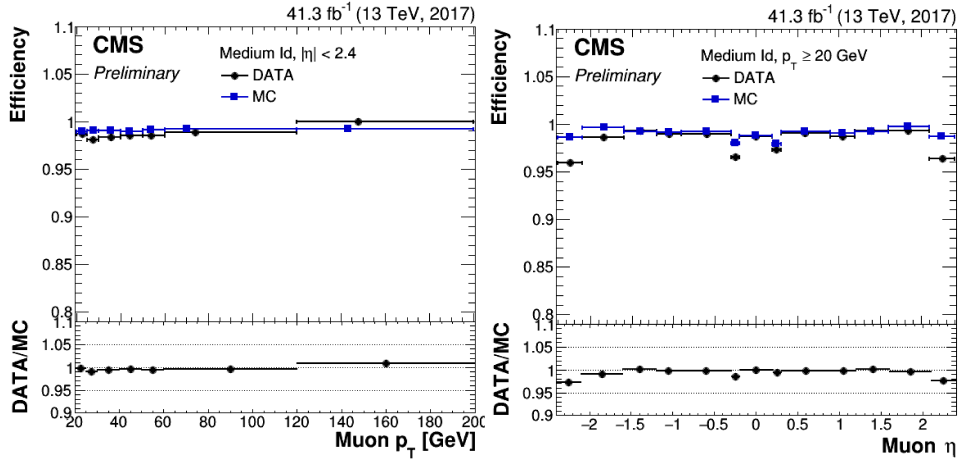 41.3 fb⁻¹ (13 TeV, 2017)
Efficiency
1.1
1.05
1
0.95
0.9
0.85
0.8
CMS
Preliminary
Medium Id, |η| < 2.4
DATA
MC
DATA/MC
1.1
1.05
1
0.95
0.9
20 40 60 80 100 120 140 160 180 200
Muon p_T [GeV]
41.3 fb⁻¹ (13 TeV, 2017)
Efficiency
1.1
1.05
1
0.95
0.9
0.85
0.8
CMS
Preliminary
Medium Id, p_T ≥ 20 GeV
DATA
MC
DATA/MC
1.1
1.05
1
0.95
0.9
−2 −1.5 −1 −0.5 0 0.5 1 1.5 2
Muon η